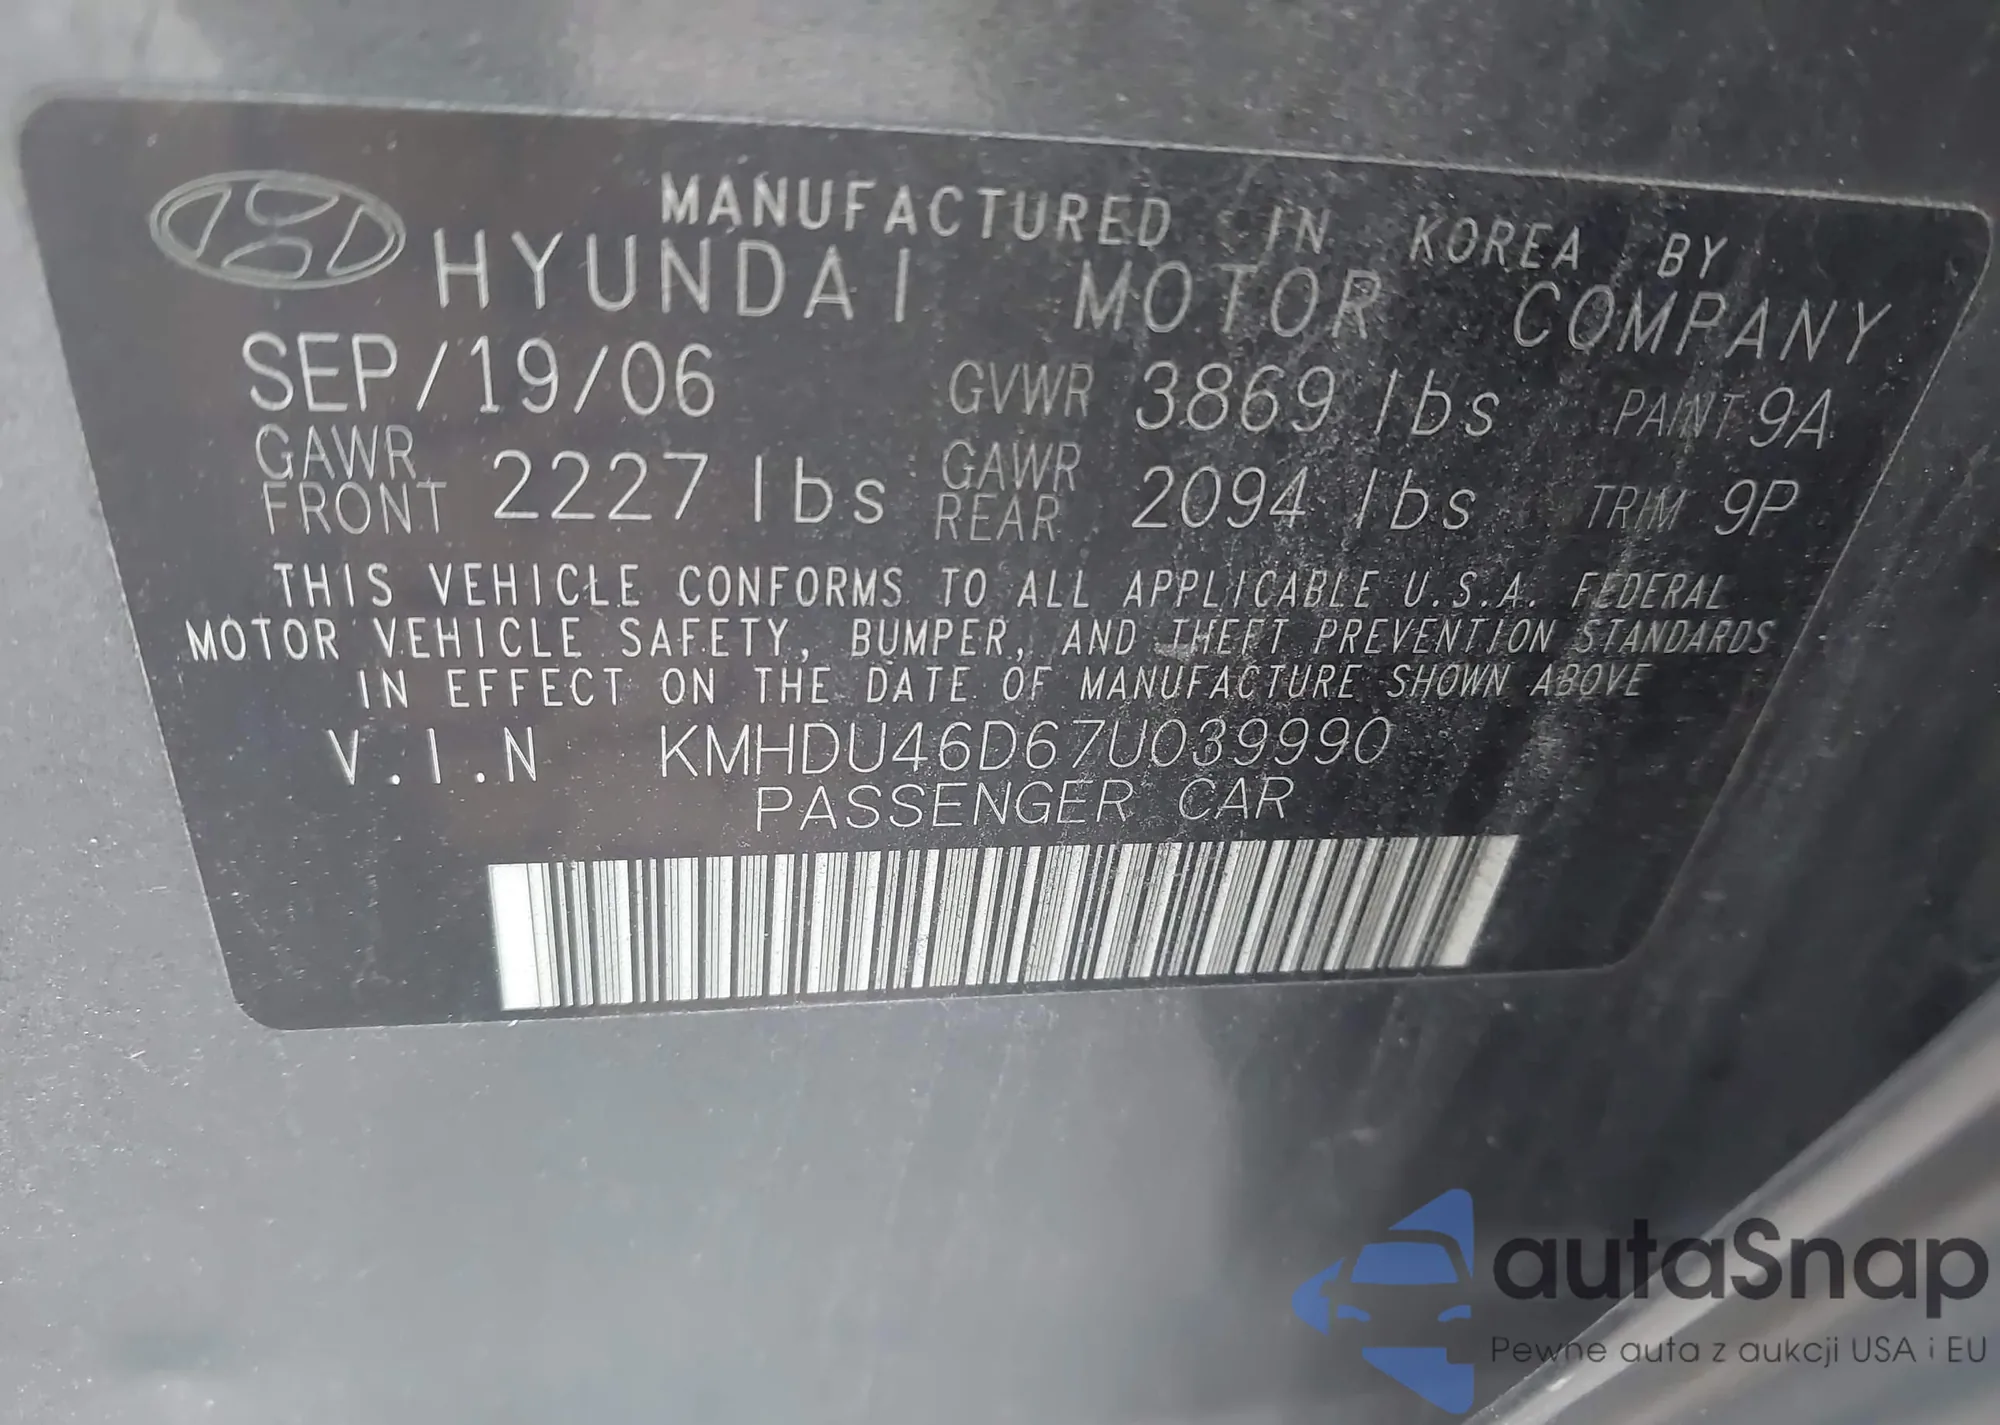 MANUFACTURED IN KOREA BY
HYUNDAI MOTOR COMPANY
SEP/19/06 GVWR 3869 lbs PAINT 9A
GAWR FRONT 2227 lbs GAWR REAR 2094 lbs TRIM 9P
THIS VEHICLE CONFORMS TO ALL APPLICABLE U.S.A. FEDERAL
MOTOR VEHICLE SAFETY, BUMPER, AND THEFT PREVENTION STANDARDS
IN EFFECT ON THE DATE OF MANUFACTURE SHOWN ABOVE
V.I.N KMHDU46D67U039990
PASSENGER CAR
autaSnap
Pewne auta z aukcji USA i EU